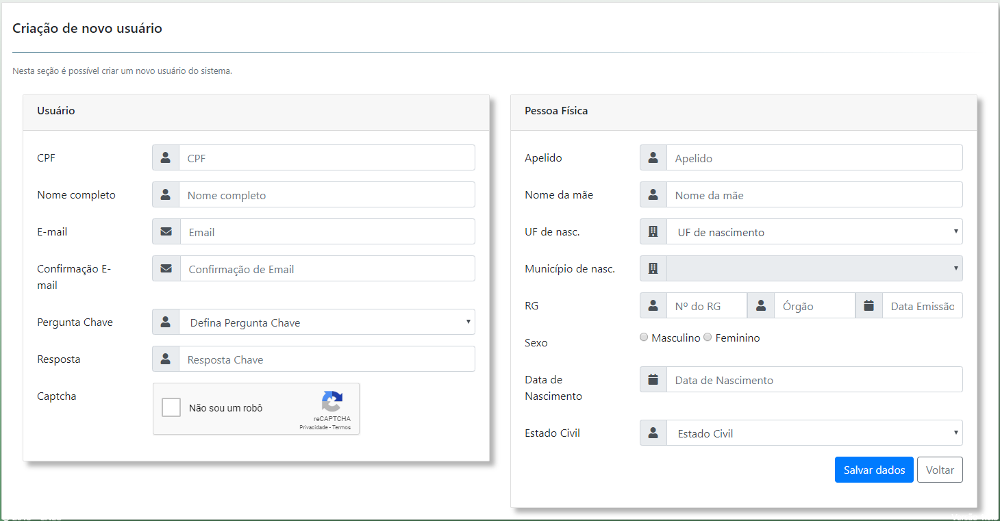 Criação de novo usuário
Nesta seção é possível criar um novo usuário do sistema.
Usuário
CPF
CPF
Nome completo
Nome completo
E-mail
Email
Confirmação E-
mail
Confirmação de Email
Pergunta Chave
Defina Pergunta Chave
Resposta
Resposta Chave
Captcha
Não sou um robô
reCAPTCHA
Privacidade - Termos
Pessoa Física
Apelido
Apelido
Nome da mãe
Nome da mãe
UF de nasc.
UF de nascimento
Município de nasc.
RG
Nº do RG
Órgão
Data Emissão
Sexo
Masculino
Feminino
Data de
Nascimento
Data de Nascimento
Estado Civil
Estado Civil
Salvar dados
Voltar